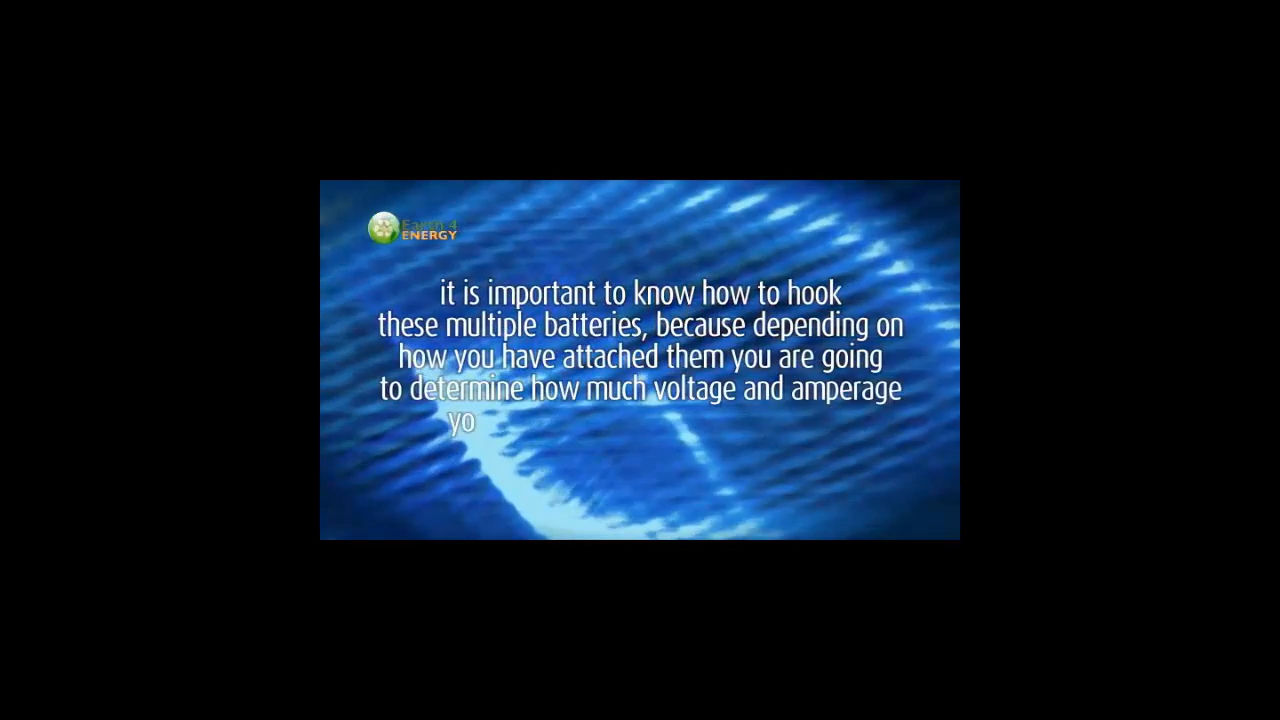 Earth 4
ENERGY
it is important to know how to hook
these multiple batteries, because depending on
how you have attached them you are going
to determine how much voltage and amperage
yo